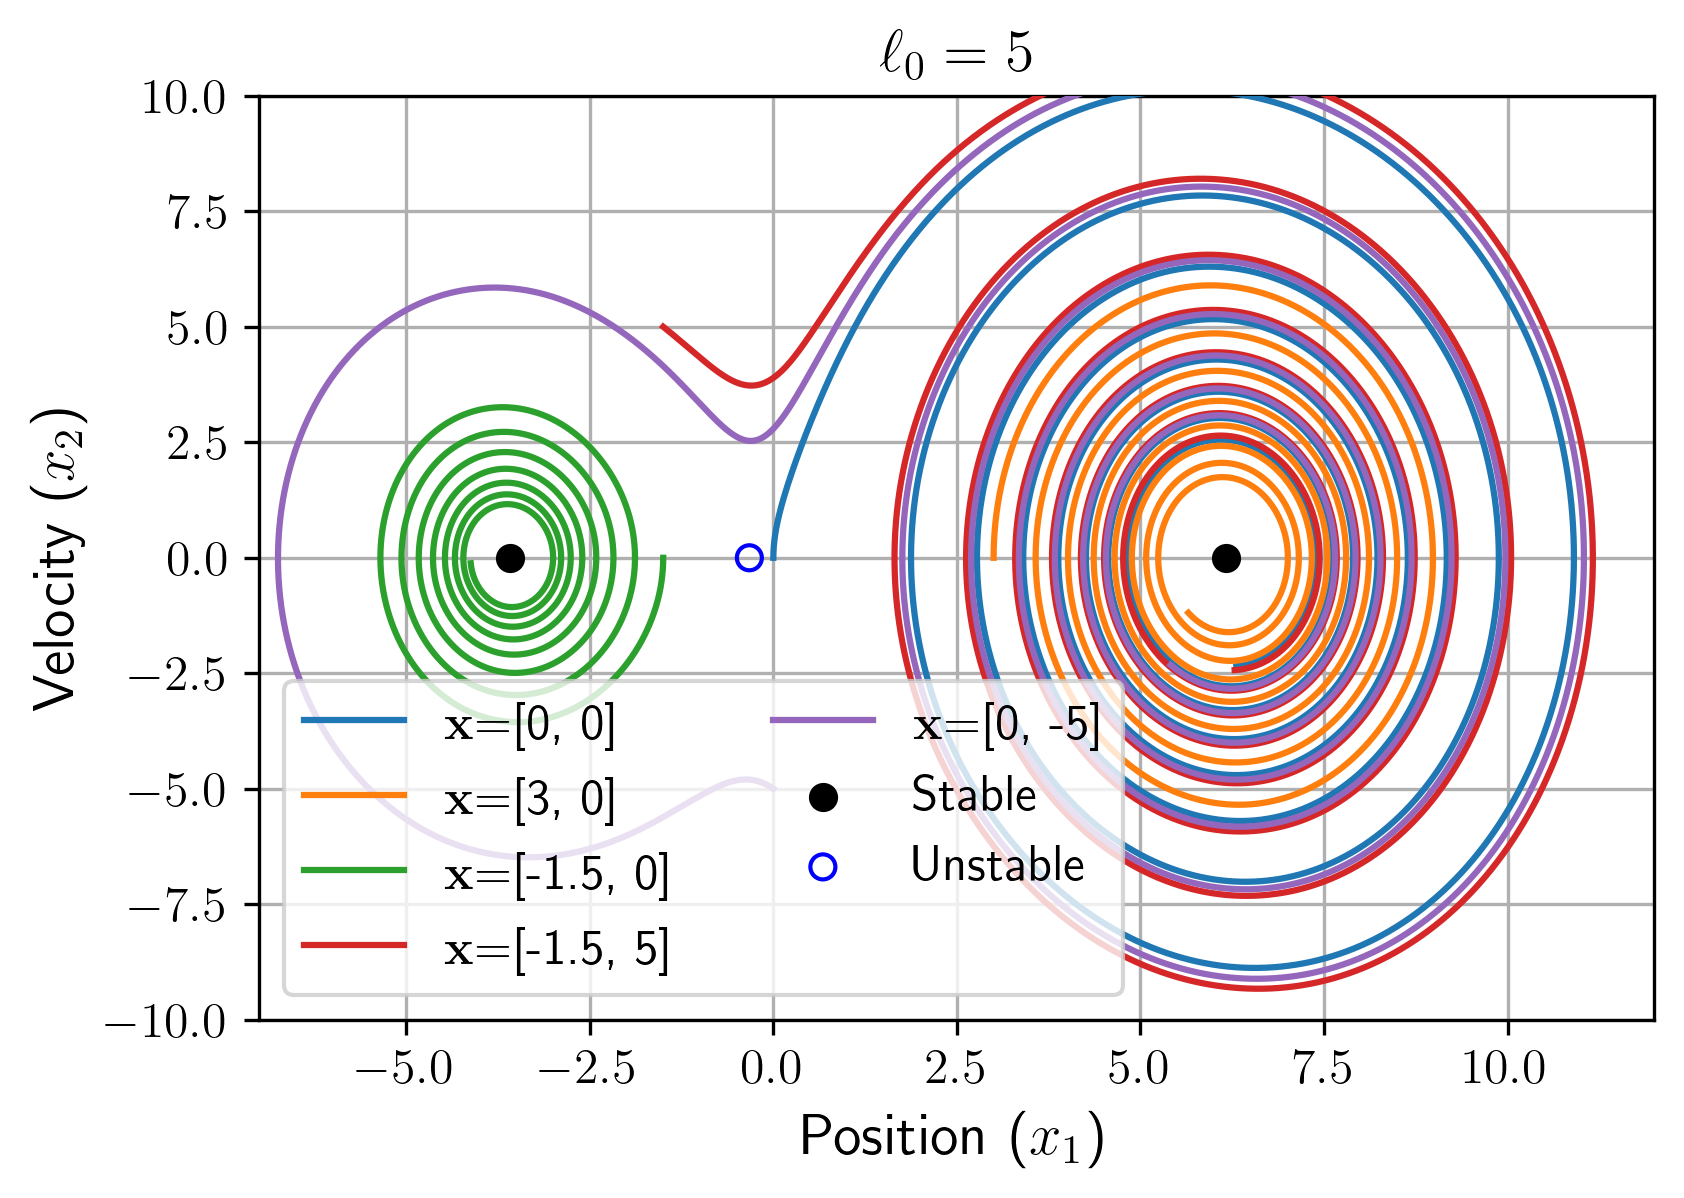 ℓ₀ = 5
10.0
7.5
5.0
2.5
0.0
−2.5
−5.0
−7.5
−10.0
Velocity (x₂)
x=[0, 0]
x=[3, 0]
x=[-1.5, 0]
x=[-1.5, 5]
x=[0, -5]
Stable
Unstable
−5.0 −2.5 0.0 2.5 5.0 7.5 10.0
Position (x₁)